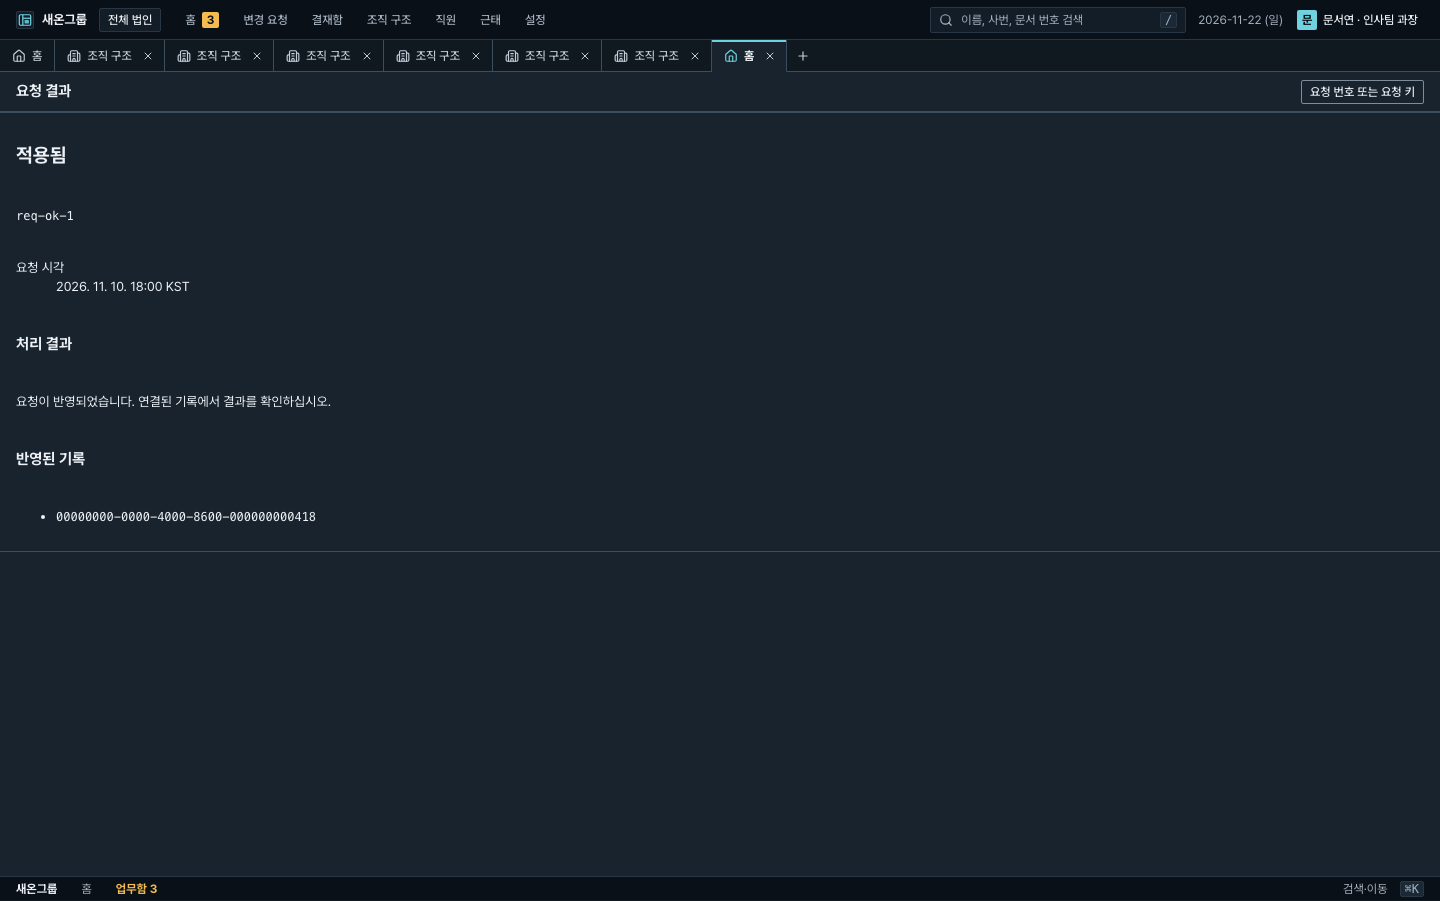 새온그룹 전체 법인 홈 3 변경 요청 결재함 조직 구조 직원 근태 설정 이름, 사번, 문서 번호 검색 / 2026-11-22 (일) 문 문서연 · 인사팀 과장
홈 조직 구조 조직 구조 조직 구조 조직 구조 조직 구조 조직 구조 홈
요청 결과 요청 번호 또는 요청 키
적용됨
req-ok-1
요청 시각
2026. 11. 10. 18:00 KST
처리 결과
요청이 반영되었습니다. 연결된 기록에서 결과를 확인하십시오.
반영된 기록
• 00000000-0000-4000-8600-000000000418
새온그룹 홈 업무함 3 검색·이동 ⌘K